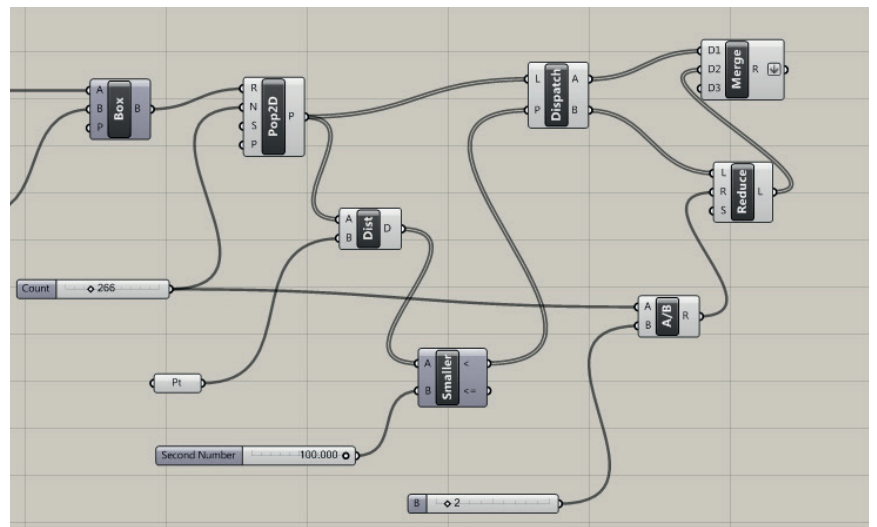 A
B
P
Box
B
R
N
S
P
Pop2D
P
L
P
Dispatch
A
B
D1
D2
D3
Merge
R
A
B
Dist
D
L
R
S
Reduce
L
Count
266
A
B
A/B
R
Pt
A
B
Smaller
<
<=
Second Number
100.000
B
2